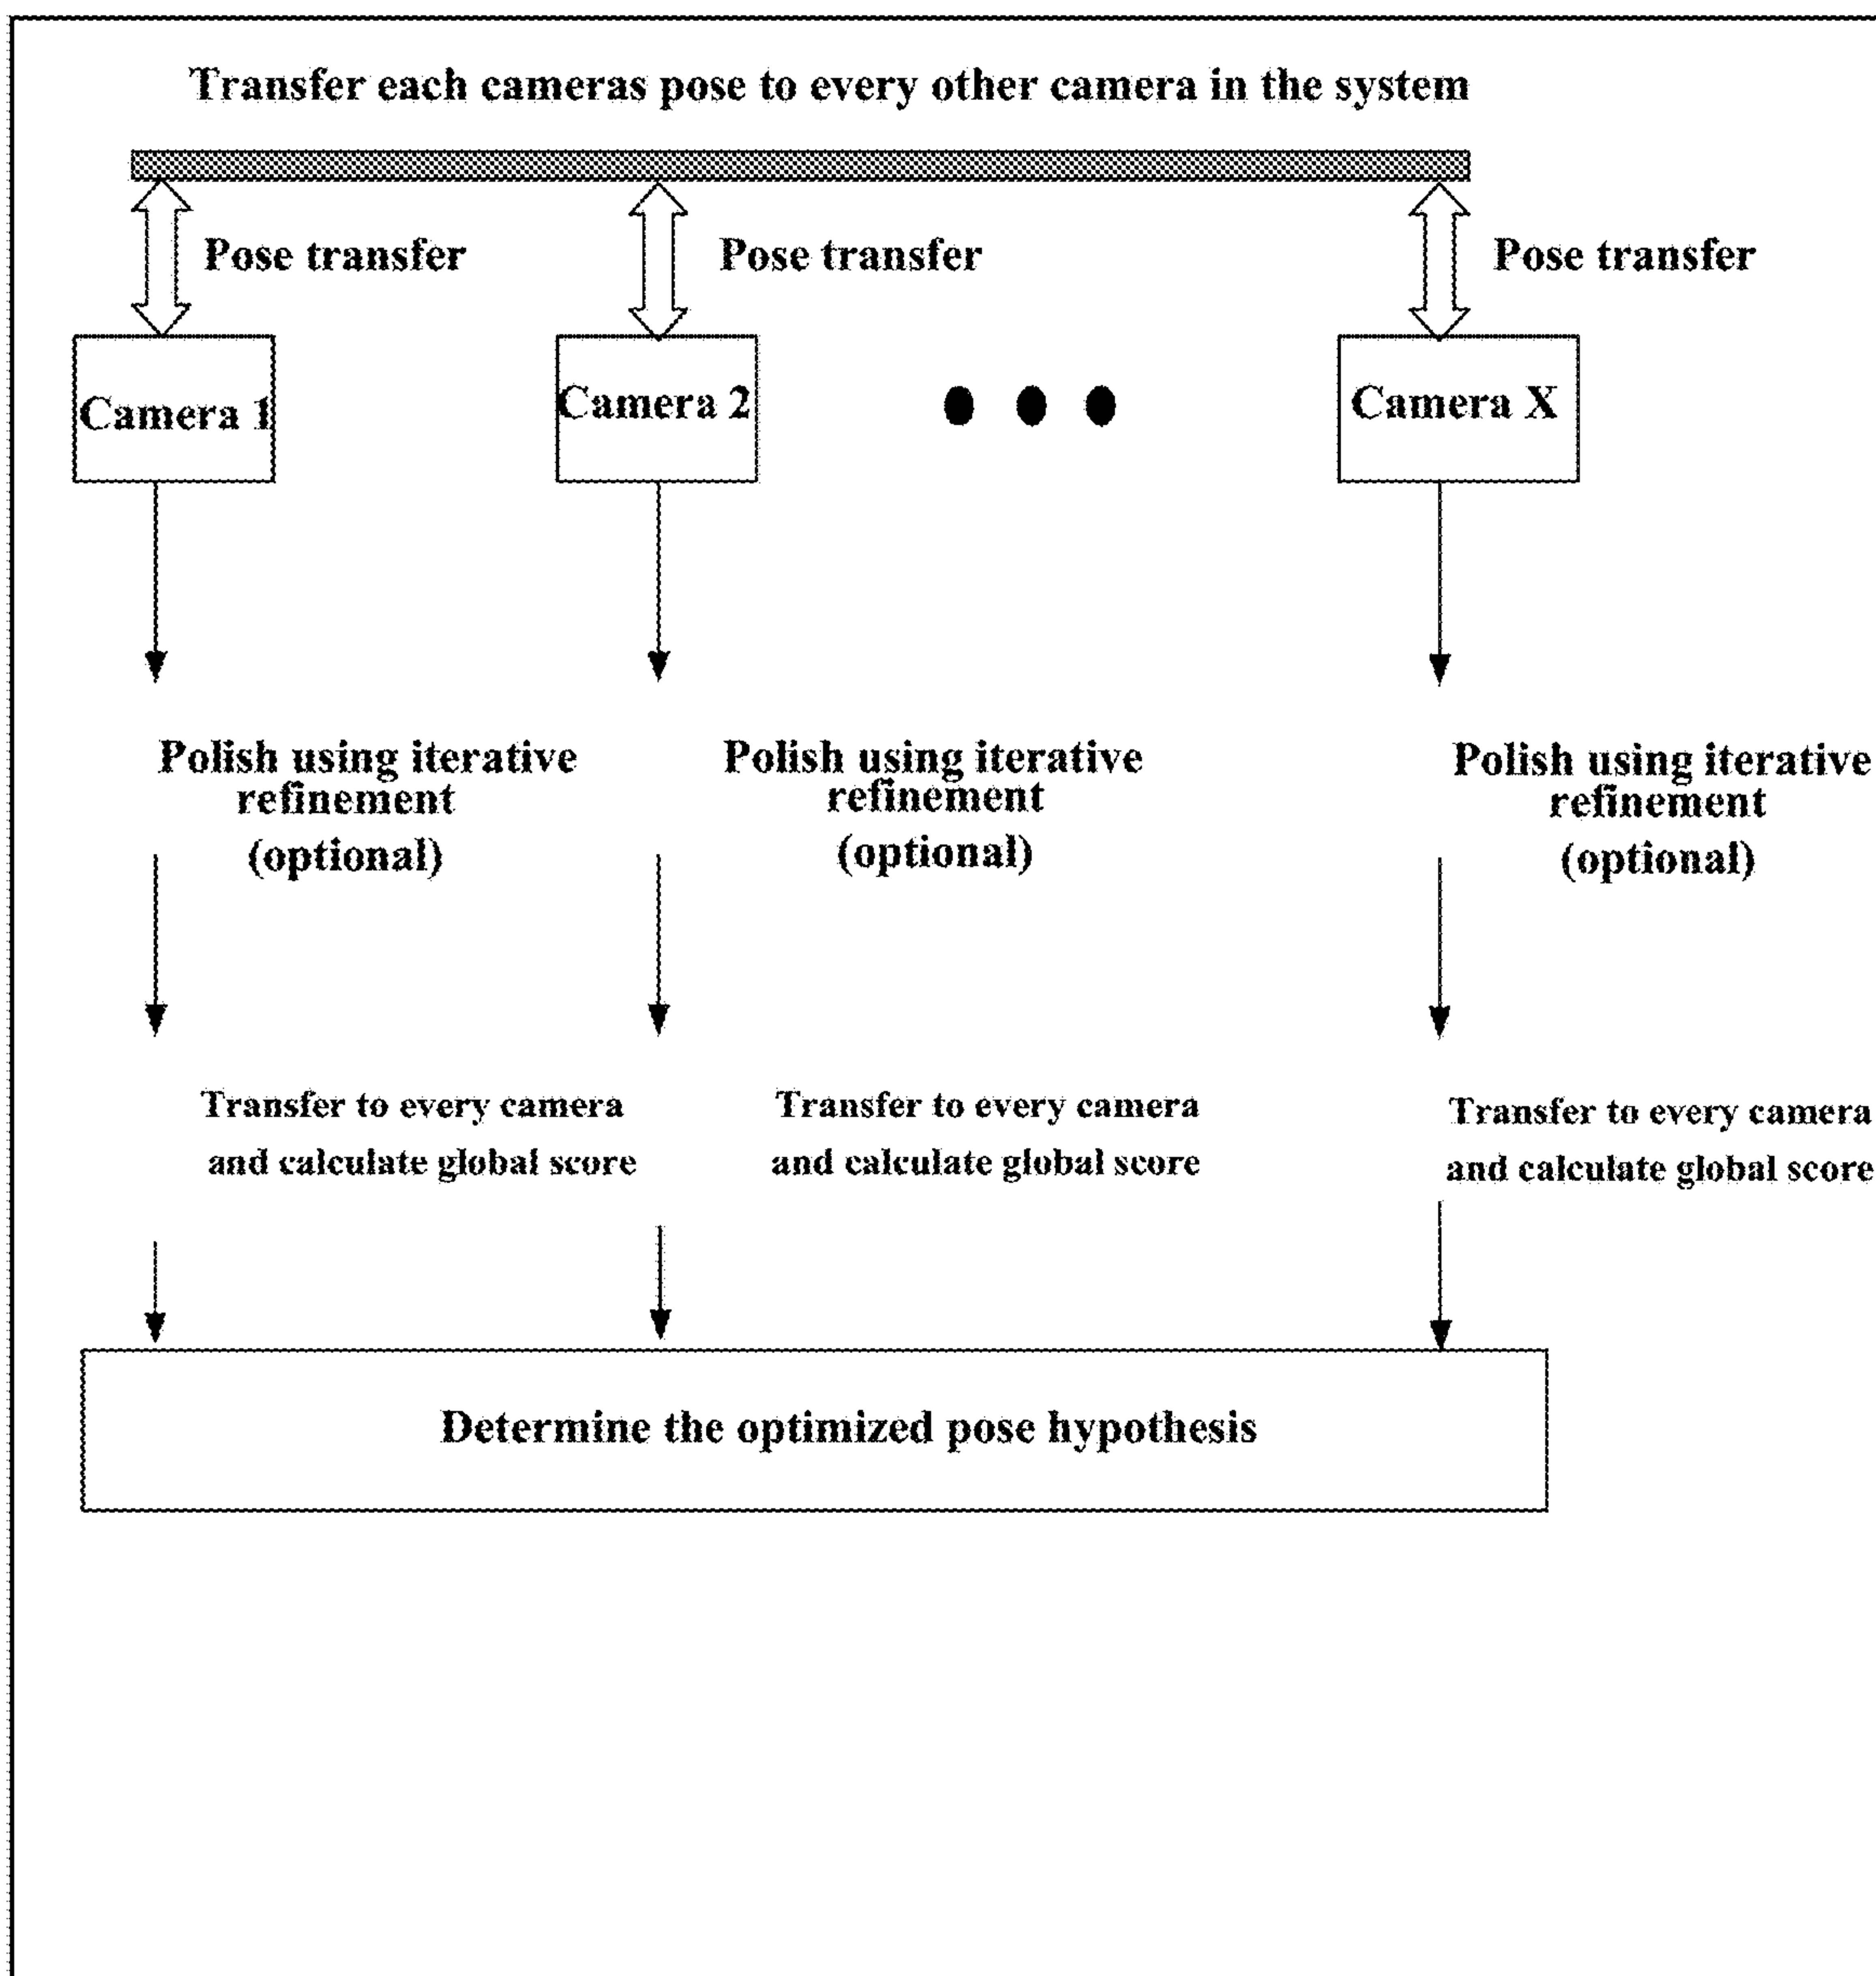 Transfer each cameras pose to every other camera in the system
Pose transfer
Pose transfer
Pose transfer
Camera 1
Camera 2
Camera X
Polish using iterative
refinement
(optional)
Polish using iterative
refinement
(optional)
Polish using iterative
refinement
(optional)
Transfer to every camera
and calculate global score
Transfer to every camera
and calculate global score
Transfer to every camera
and calculate global score
Determine the optimized pose hypothesis